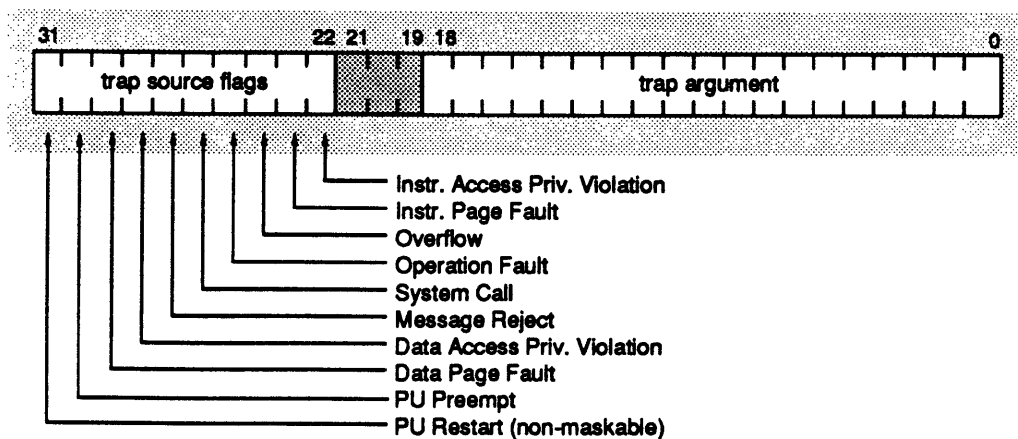 31 22 21 19 18 0
trap source flags trap argument
Instr. Access Priv. Violation
Instr. Page Fault
Overflow
Operation Fault
System Call
Message Reject
Data Access Priv. Violation
Data Page Fault
PU Preempt
PU Restart (non-maskable)